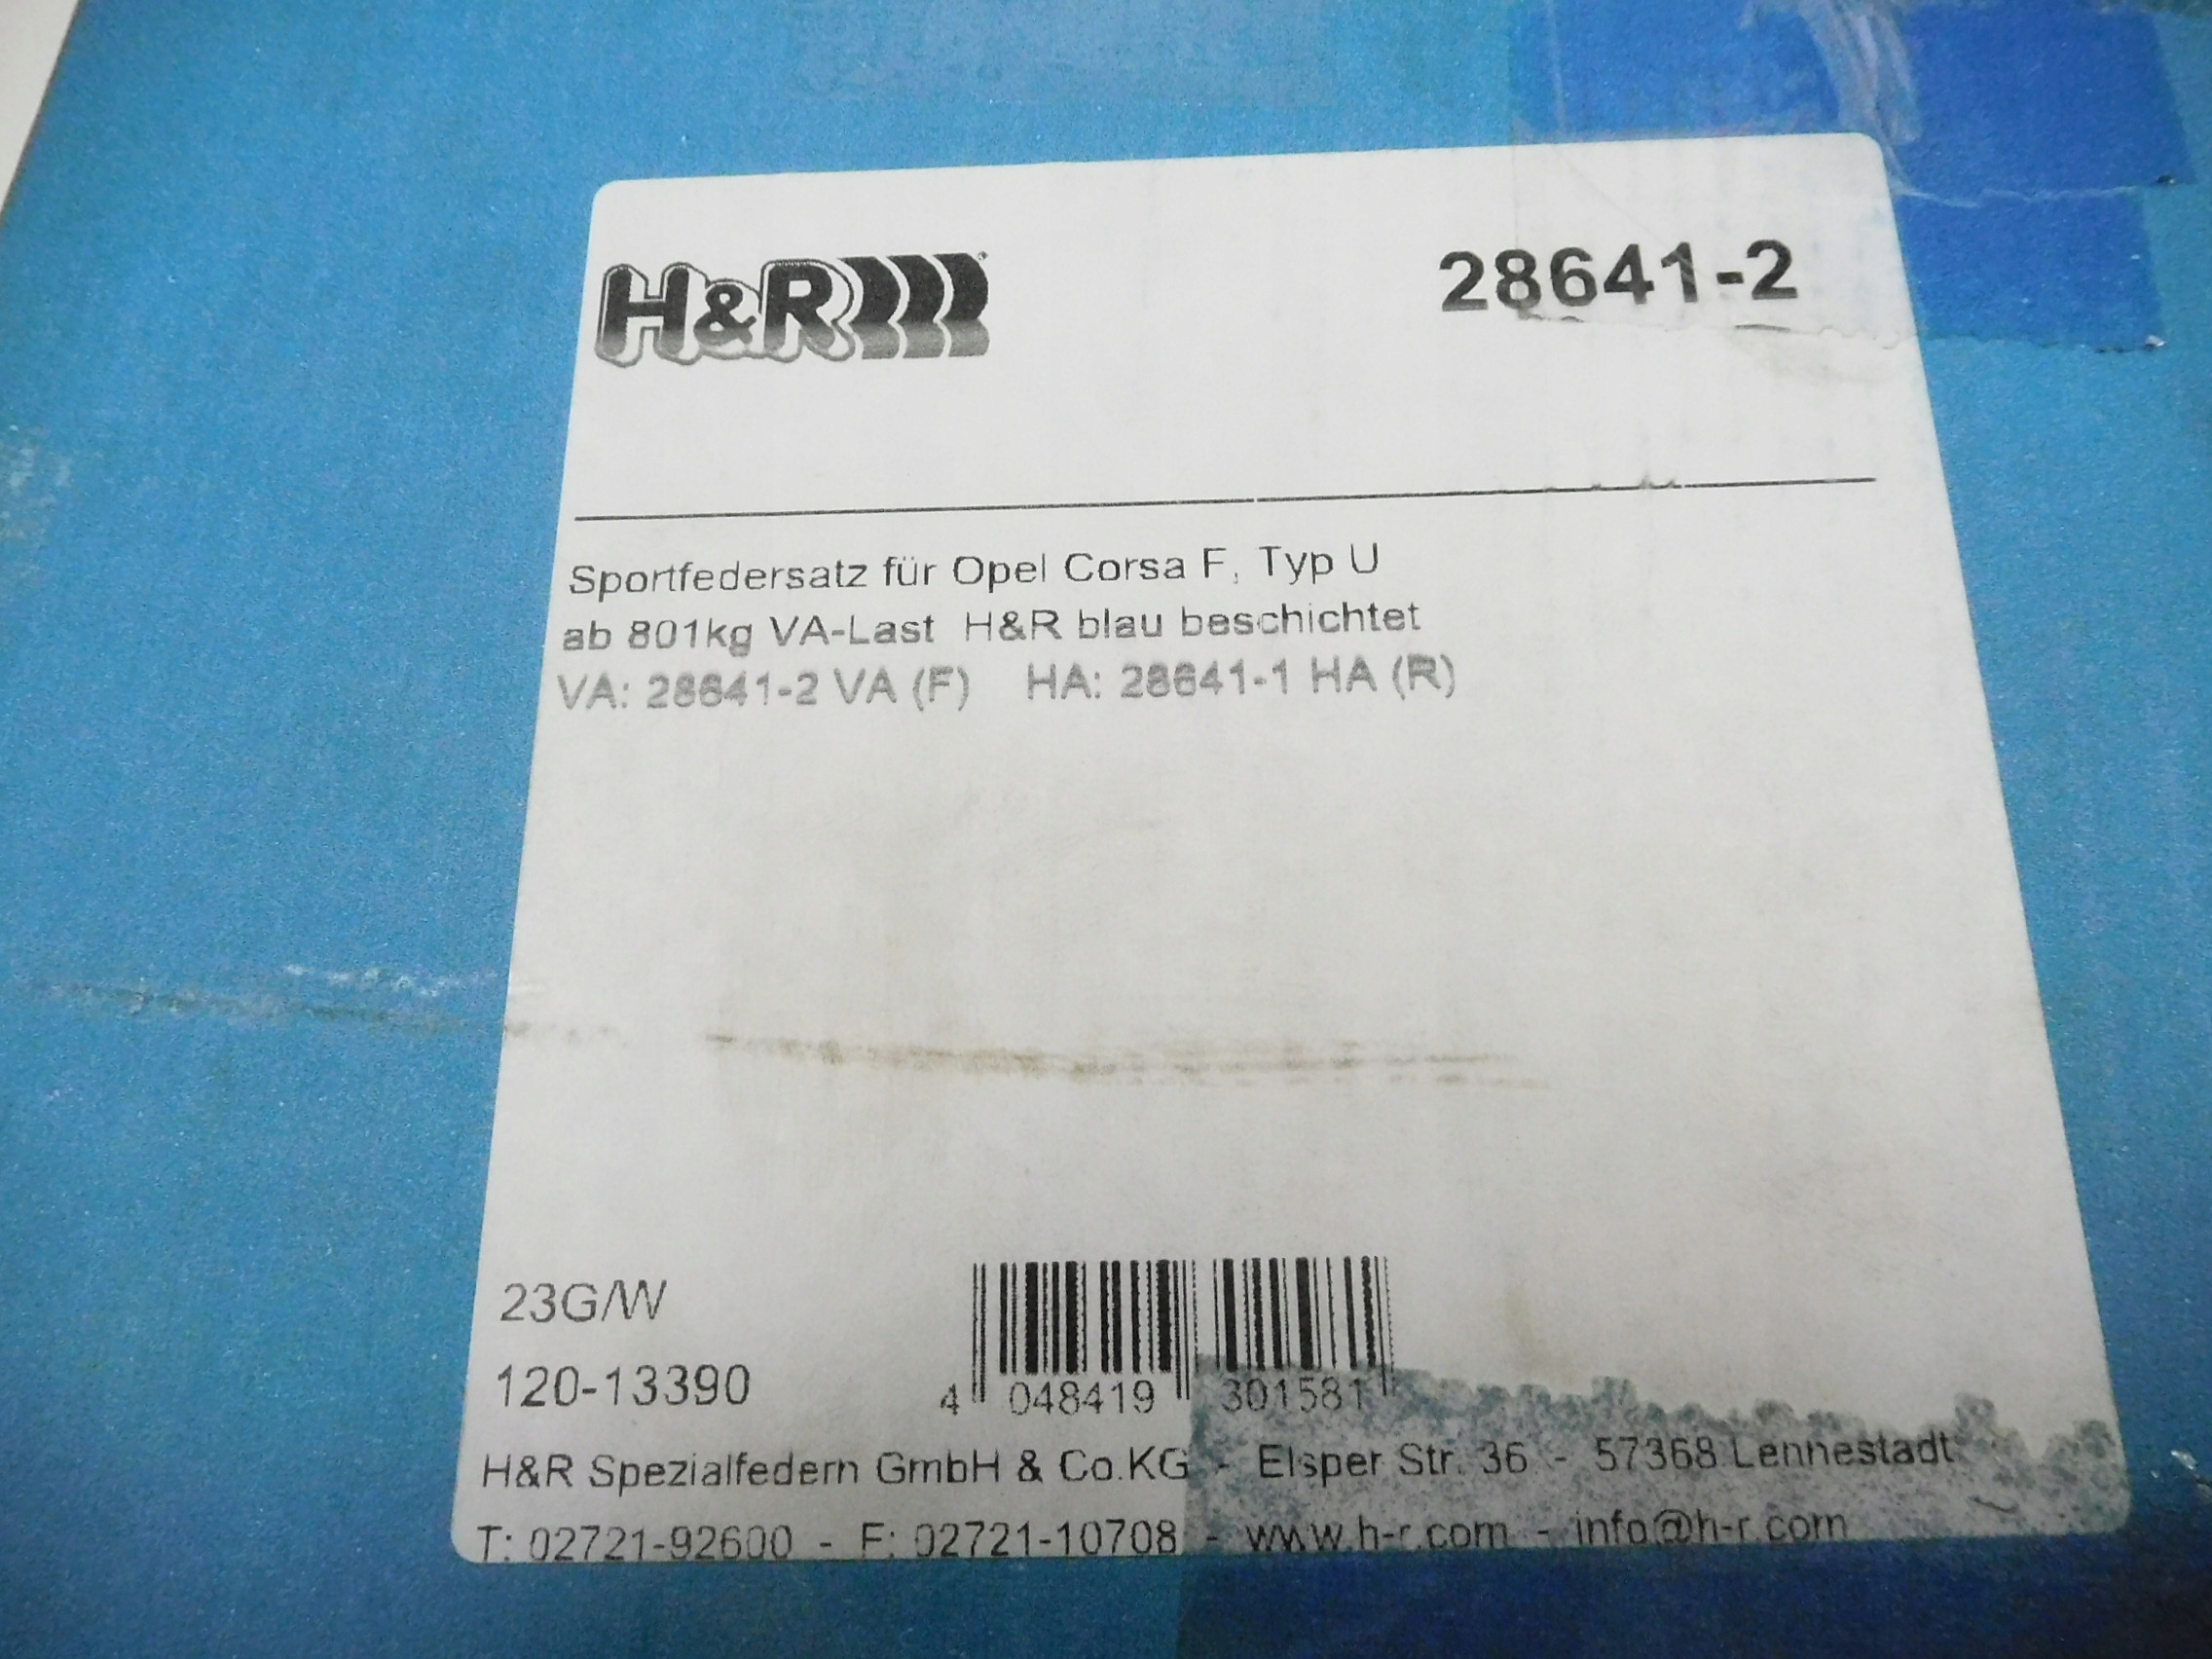 H&R 28641-2
Sportfedersatz für Opel Corsa F, Typ U
ab 801kg VA-Last H&R blau beschichtet
VA: 28641-2 VA (F) HA: 28641-1 HA (R)
23G/W
120-13390
4 048419 301581
H&R Spezialfedern GmbH & Co.KG - Elsper Str. 36 - 57368 Lennestadt
T: 02721-92600 - F: 02721-10708 - www.h-r.com - info@h-r.com